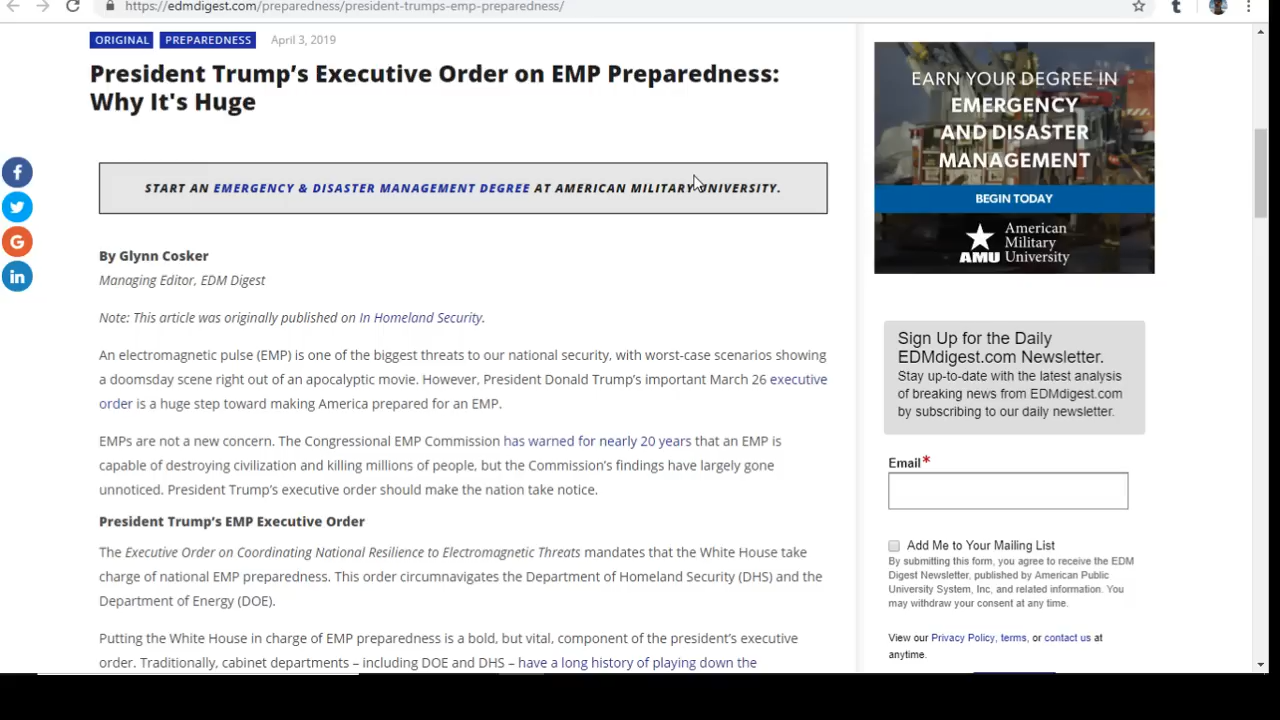 https://edmdigest.com/preparedness/president-trumps-emp-preparedness/
ORIGINAL
PREPAREDNESS
April 3, 2019
President Trump's Executive Order on EMP Preparedness:
Why It's Huge
START AN EMERGENCY & DISASTER MANAGEMENT DEGREE AT AMERICAN MILITARY UNIVERSITY.
By Glynn Cosker
Managing Editor, EDM Digest
Note: This article was originally published on In Homeland Security.
An electromagnetic pulse (EMP) is one of the biggest threats to our national security, with worst-case scenarios showing
a doomsday scene right out of an apocalyptic movie. However, President Donald Trump's important March 26 executive
order is a huge step toward making America prepared for an EMP.
EMPs are not a new concern. The Congressional EMP Commission has warned for nearly 20 years that an EMP is
capable of destroying civilization and killing millions of people, but the Commission's findings have largely gone
unnoticed. President Trump's executive order should make the nation take notice.
President Trump's EMP Executive Order
The Executive Order on Coordinating National Resilience to Electromagnetic Threats mandates that the White House take
charge of national EMP preparedness. This order circumnavigates the Department of Homeland Security (DHS) and the
Department of Energy (DOE).
Putting the White House in charge of EMP preparedness is a bold, but vital, component of the president's executive
order. Traditionally, cabinet departments – including DOE and DHS – have a long history of playing down the
EARN YOUR DEGREE IN
EMERGENCY
AND DISASTER
MANAGEMENT
BEGIN TODAY
AMU
American
Military
University
Sign Up for the Daily
EDMdigest.com Newsletter.
Stay up-to-date with the latest analysis
of breaking news from EDMdigest.com
by subscribing to our daily newsletter.
Email*
Add Me to Your Mailing List
By submitting this form, you agree to receive the EDM
Digest Newsletter, published by American Public
University System, Inc, and related information. You
may withdraw your consent at any time.
View our Privacy Policy, terms, or contact us at
anytime.